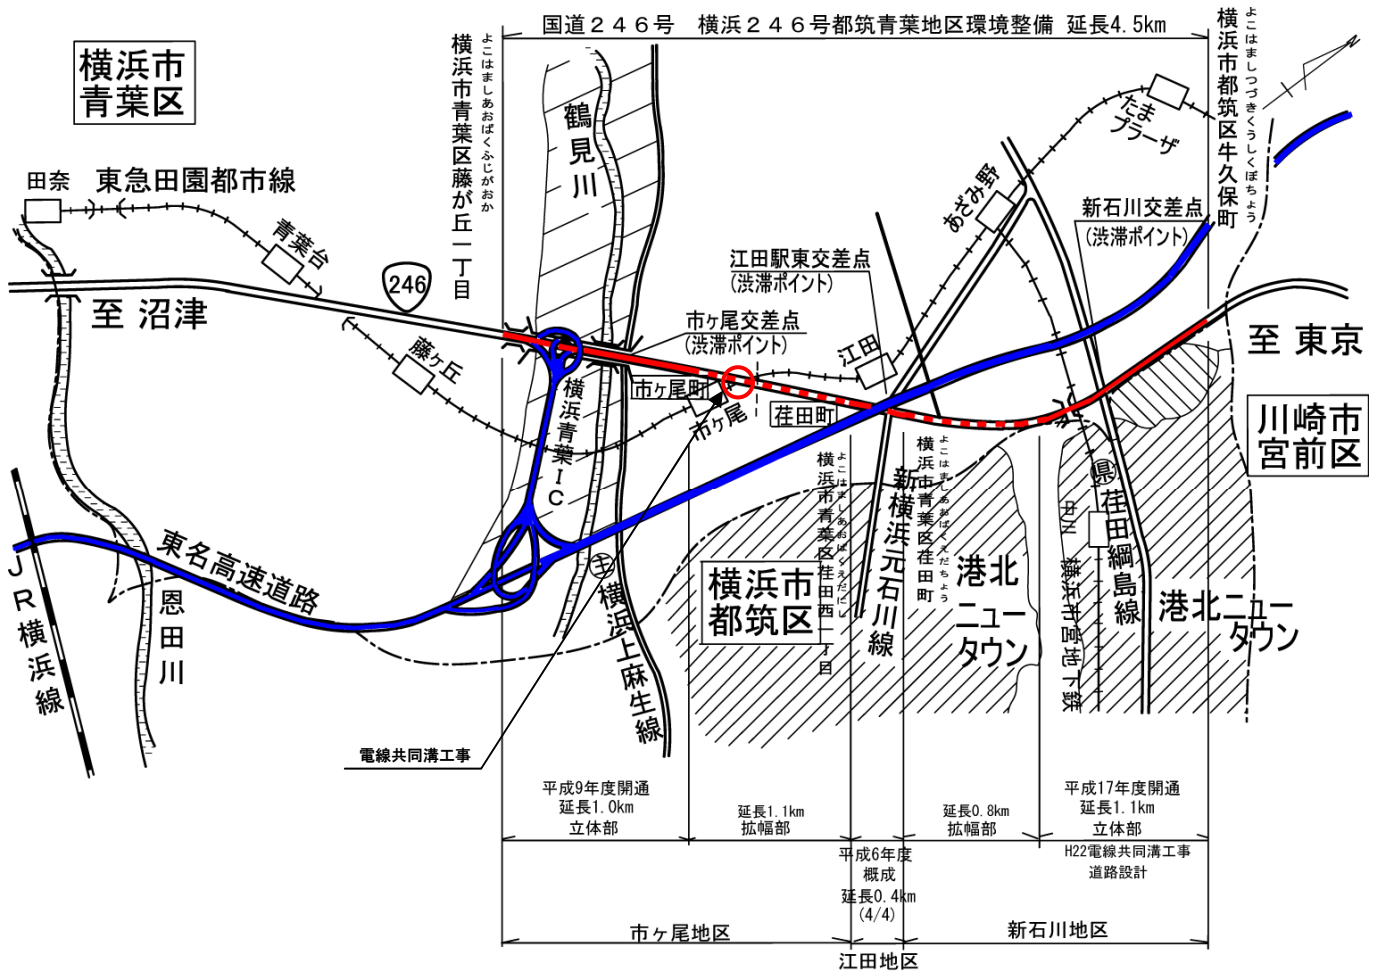 国道２４６号　横浜２４６号都筑青葉地区環境整備 延長4.5km
横浜市
青葉区
横浜市青葉区藤が丘一丁目
よこはましあおばくふじがおか
鶴見川
横浜市都筑区牛久保町
よこはましつづきくうしくぼちょう
たま
プラーザ
田奈
東急田園都市線
青葉台
246
至 沼津
藤ヶ丘
あざみ野
新石川交差点
(渋滞ポイント)
江田駅東交差点
(渋滞ポイント)
市ヶ尾交差点
(渋滞ポイント)
江田
至 東京
市ヶ尾町
市ヶ尾
荏田町
川崎市
宮前区
横浜青葉IC
東名高速道路
JR横浜線
恩田川
主
横浜上麻生線
横浜市
都筑区
横浜市青葉区荏田西一丁目
よこはましあおばくえだにし
新横浜元石川線
横浜市青葉区荏田町
よこはましあおばくえだちょう
港北
ニュー
タウン
県
荏田綱島線
中川
横浜市営地下鉄
港北ニュー
タウン
電線共同溝工事
平成9年度開通
延長1.0km
立体部
延長1.1km
拡幅部
平成6年度
概成
延長0.4km
(4/4)
延長0.8km
拡幅部
平成17年度開通
延長1.1km
立体部
H22電線共同溝工事
道路設計
市ヶ尾地区
江田地区
新石川地区